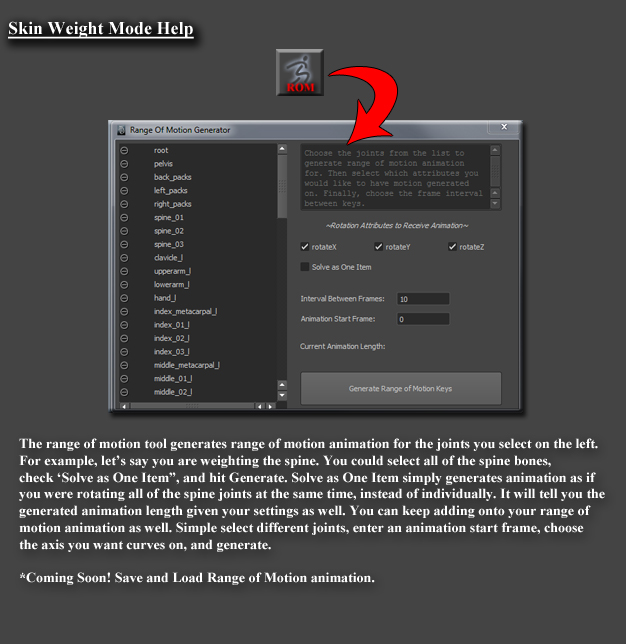 Skin Weight Mode Help
ROM
Range Of Motion Generator
x
root
pelvis
back_packs
left_packs
right_packs
spine_01
spine_02
spine_03
clavicle_l
upperarm_l
lowerarm_l
hand_l
index_metacarpal_l
index_01_l
index_02_l
index_03_l
middle_metacarpal_l
middle_01_l
middle_02_l
Choose the joints from the list to
generate range of motion animation
for. Then select which attributes you
would like to have motion generated
on. Finally, choose the frame interval
between keys.
~Rotation Attributes to Receive Animation~
rotateX rotateY rotateZ
Solve as One Item
Interval Between Frames: 10
Animation Start Frame: 0
Current Animation Length:
Generate Range of Motion Keys
The range of motion tool generates range of motion animation for the joints you select on the left.
For example, let's say you are weighting the spine. You could select all of the spine bones,
check ‘Solve as One Item”, and hit Generate. Solve as One Item simply generates animation as if
you were rotating all of the spine joints at the same time, instead of individually. It will tell you the
generated animation length given your settings as well. You can keep adding onto your range of
motion animation as well. Simple select different joints, enter an animation start frame, choose
the axis you want curves on, and generate.
*Coming Soon! Save and Load Range of Motion animation.